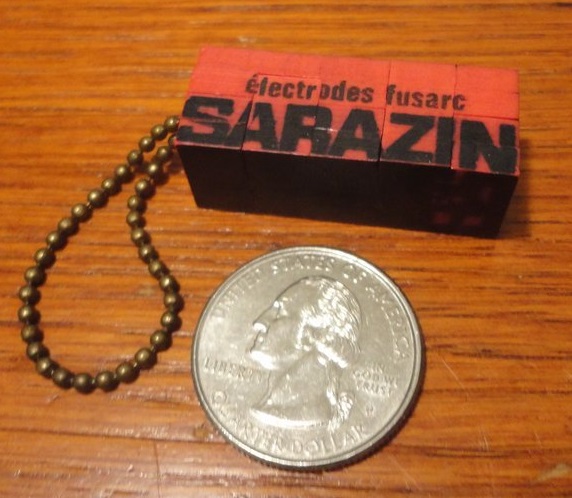 électrodes fusarc
SARAZIN
UNITED STATES OF AMERICA
LIBERTY
IN
GOD WE
TRUST
QUARTER DOLLAR